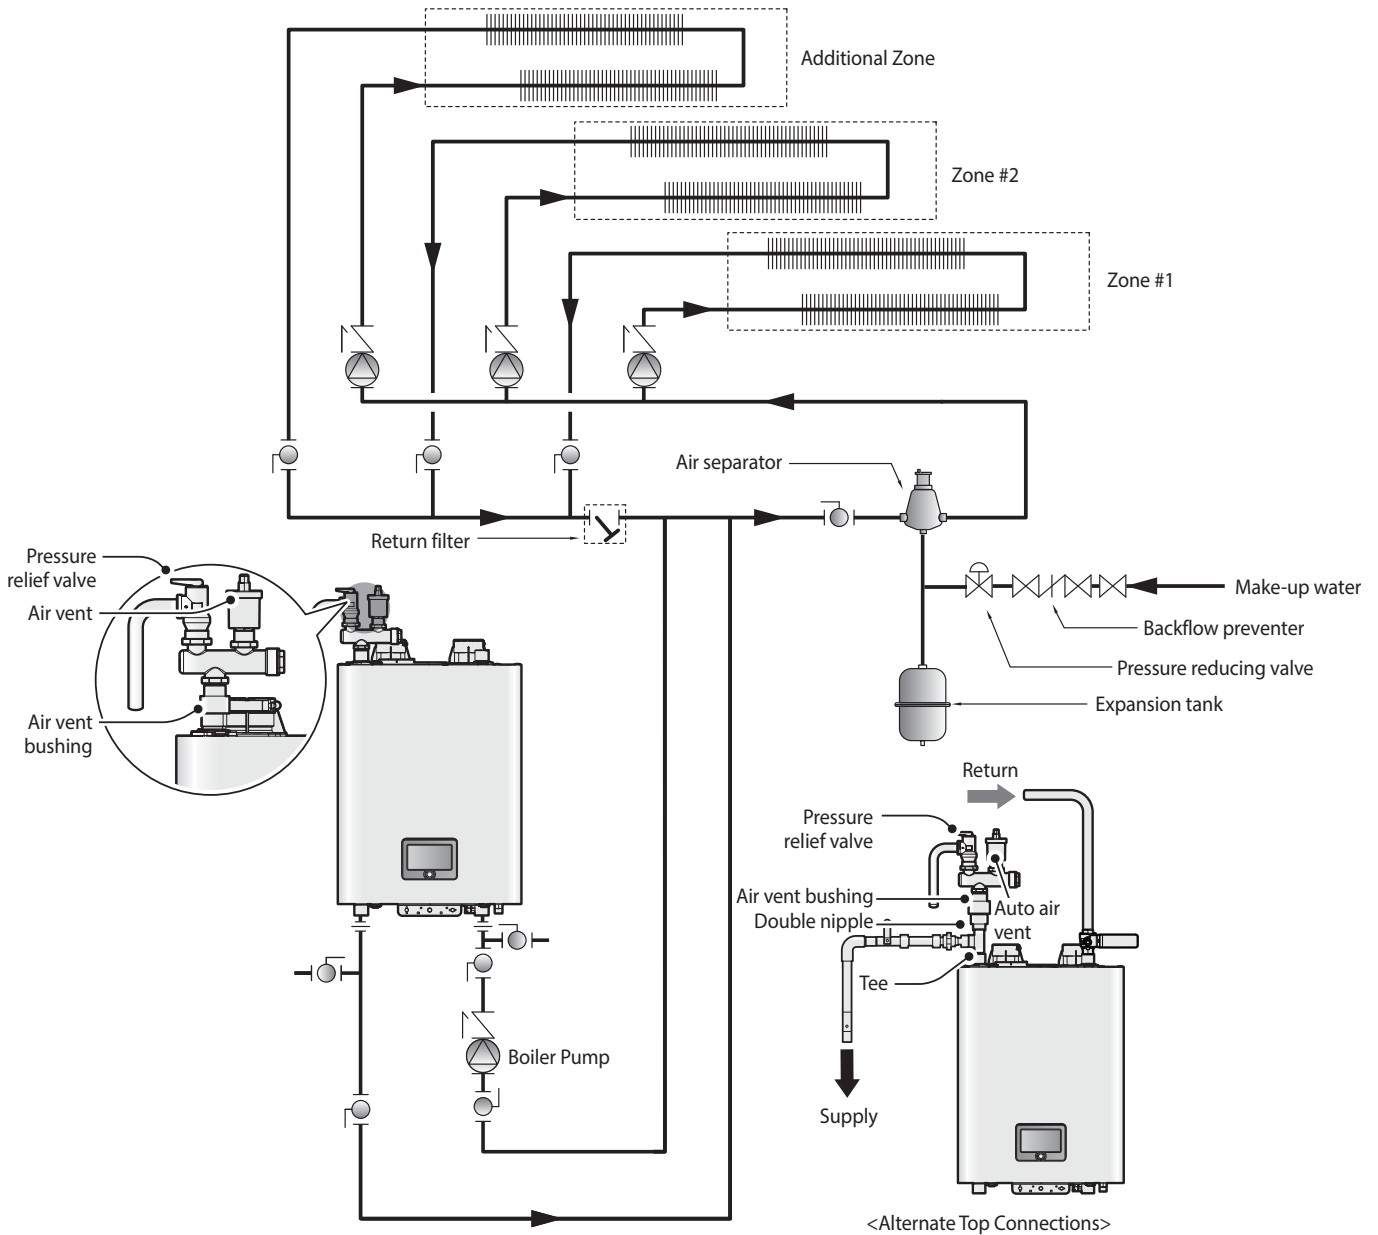 Additional Zone
Zone #2
Zone #1
Air separator
Return filter
Pressure
relief valve
Air vent
Air vent
bushing
Make-up water
Backflow preventer
Pressure reducing valve
Expansion tank
Boiler Pump
Return
Pressure
relief valve
Air vent bushing
Double nipple
Auto air
vent
Tee
Supply
<Alternate Top Connections>